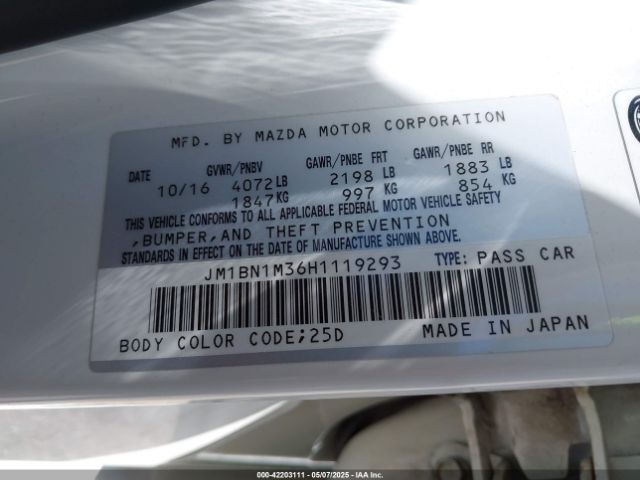 MFD. BY MAZDA MOTOR CORPORATION
DATE GVWR/PNBV GAWR/PNBE FRT GAWR/PNBE RR
10/16 4072LB 2198 LB 1883 LB
1847KG 997 KG 854 KG
THIS VEHICLE CONFORMS TO ALL APPLICABLE FEDERAL MOTOR VEHICLE SAFETY
,BUMPER,AND THEFT PREVENTION
STANDARDS IN EFFECT ON THE DATE OF MANUFACTURE SHOWN ABOVE.
JM1BN1M36H1119293 TYPE: PASS CAR
BODY COLOR CODE;25D MADE IN JAPAN
000-42203111 - 05/07/2025 - IAA Inc.